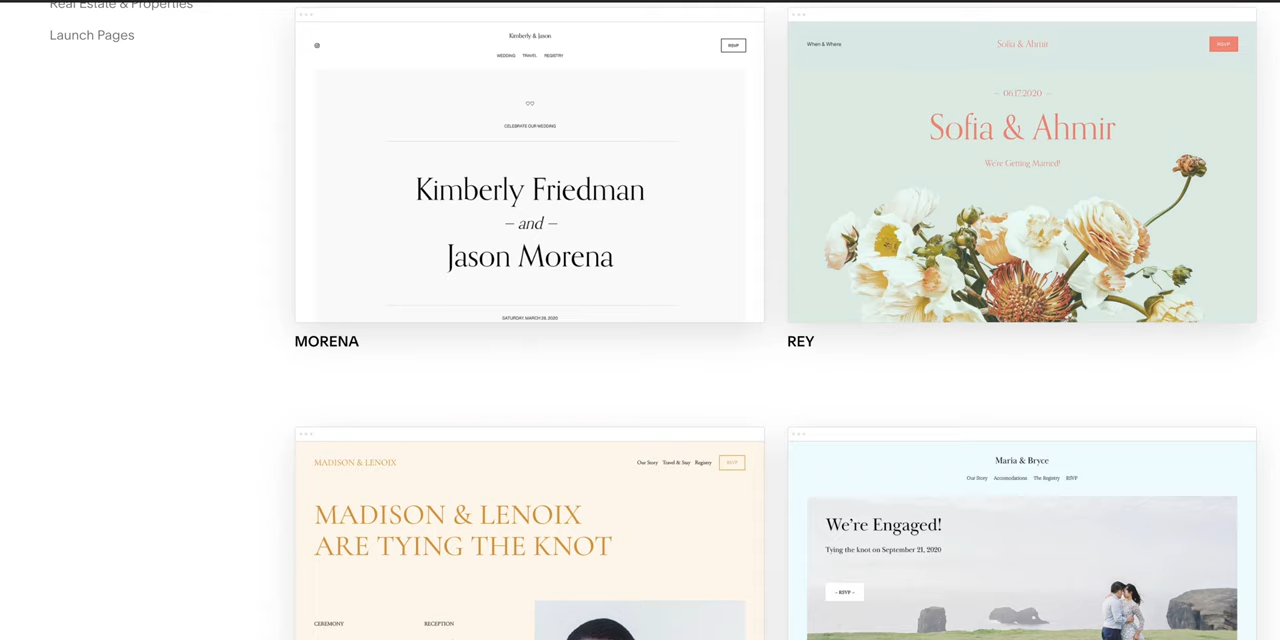 Real Estate & Properties
Launch Pages
Kimberly & Jason
WEDDING TRAVEL REGISTRY
RSVP
CELEBRATE OUR WEDDING
Kimberly Friedman
– and –
Jason Morena
SATURDAY, MARCH 28, 2020
MORENA
When & Where
Sofia & Ahmir
RSVP
– 06.17.2020 –
Sofia & Ahmir
We're Getting Married!
REY
MADISON & LENOIX
Our Story Travel & Stay Registry RSVP
MADISON & LENOIX
ARE TYING THE KNOT
CEREMONY RECEPTION
Maria & Bryce
Our Story Accomodations The Registry RSVP
We're Engaged!
Tying the knot on September 21, 2020
– RSVP –